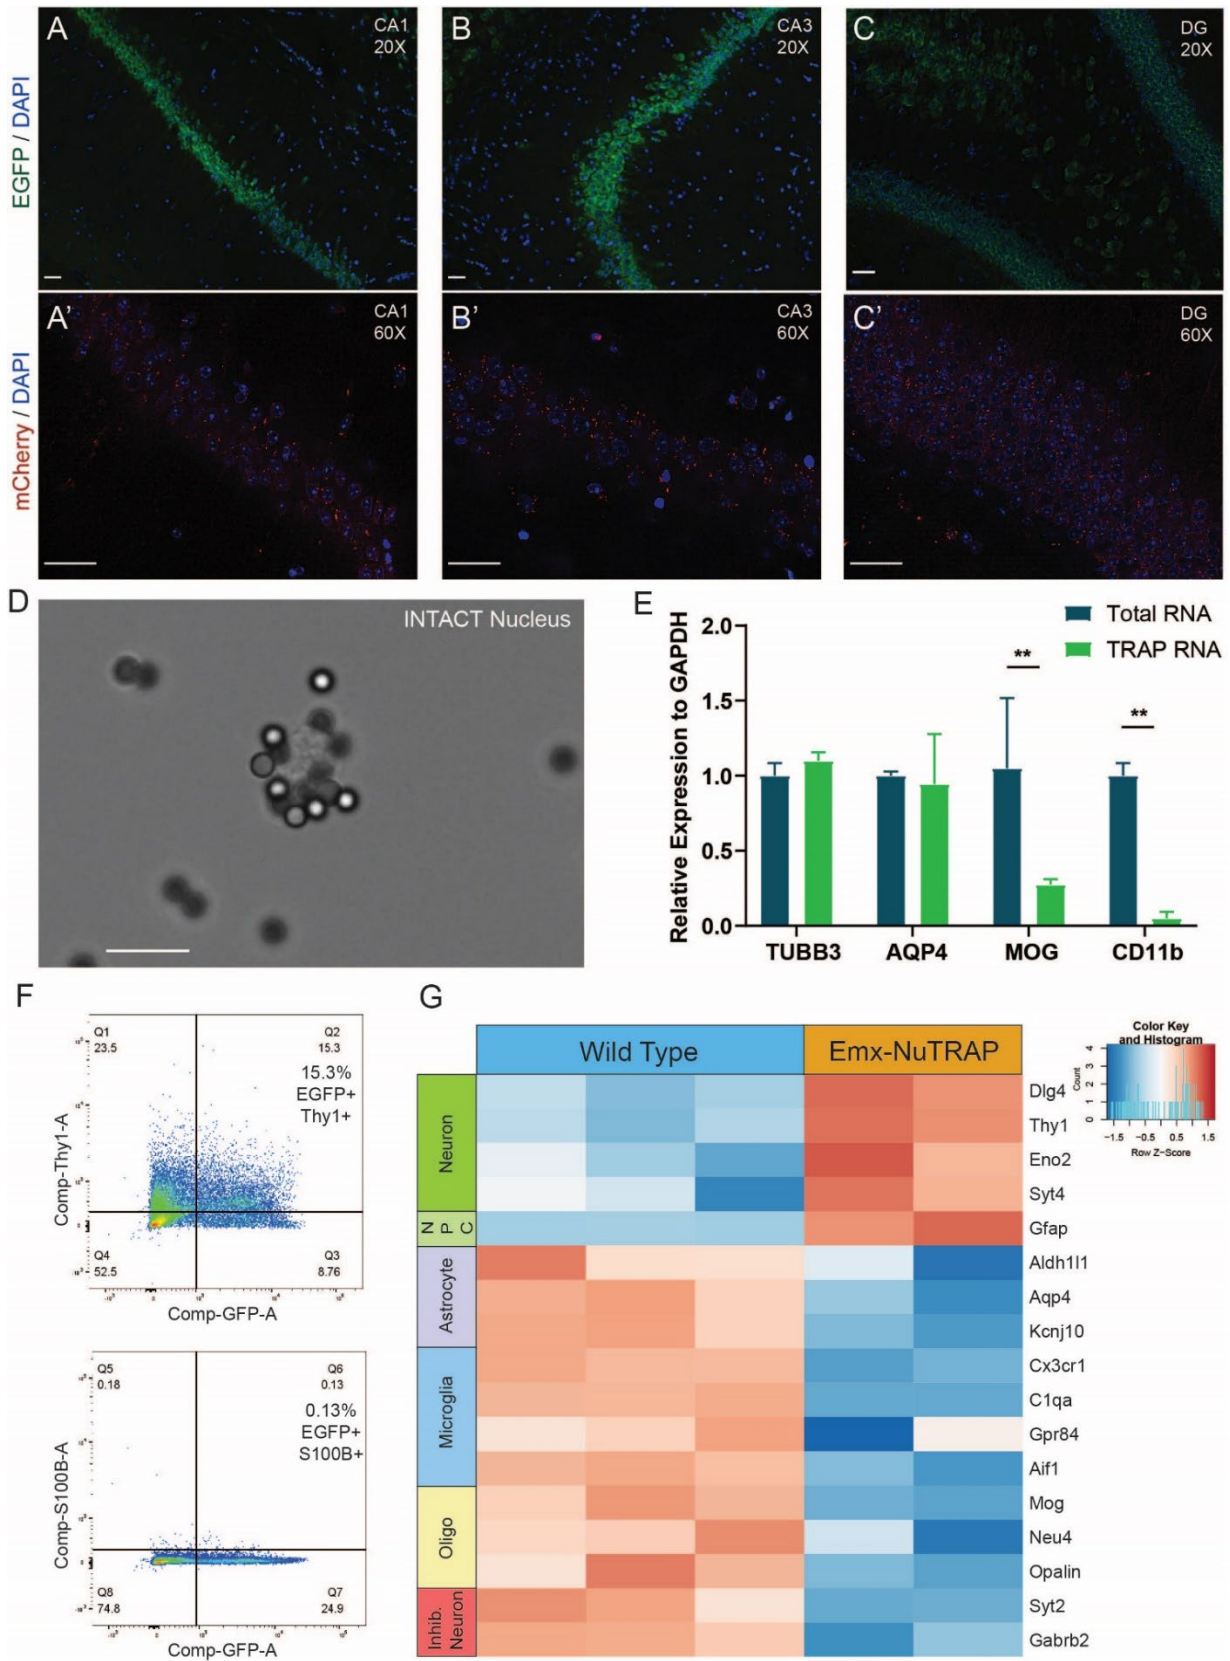 A
CA1
20X
B
CA3
20X
C
DG
20X
EGFP / DAPI
A'
CA1
60X
B'
CA3
60X
C'
DG
60X
mCherry / DAPI
D
INTACT Nucleus
E
Total RNA
TRAP RNA
Relative Expression to GAPDH
2.0
1.5
1.0
0.5
0.0
**
**
TUBB3
AQP4
MOG
CD11b
F
Q1
23.5
Q2
15.3
15.3%
EGFP+
Thy1+
Q4
52.5
Q3
8.76
Comp-Thy1-A
Comp-GFP-A
Q5
0.18
Q6
0.13
0.13%
EGFP+
S100B+
Q8
74.8
Q7
24.9
Comp-S100B-A
Comp-GFP-A
G
Wild Type
Emx-NuTRAP
Color Key
and Histogram
Count
0 1 2 3 4
-1.5 -0.5 0.5 1.5
Row Z-Score
Neuron
NPC
Astrocyte
Microglia
Oligo
Inhib.
Neuron
Dlg4
Thy1
Eno2
Syt4
Gfap
Aldh1l1
Aqp4
Kcnj10
Cx3cr1
C1qa
Gpr84
Aif1
Mog
Neu4
Opalin
Syt2
Gabrb2